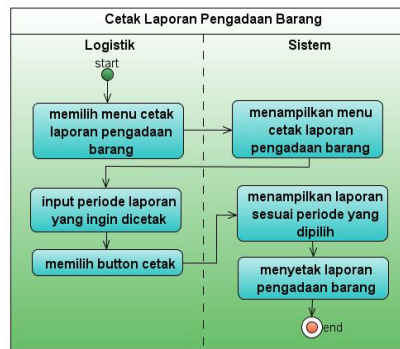 Cetak Laporan Pengadaan Barang
Logistik
Sistem
start
memilih menu cetak
laporan pengadaan
barang
menampilkan menu
cetak laporan
pengadaan barang
input periode laporan
yang ingin dicetak
menampilkan laporan
sesuai periode yang
dipilih
memilih button cetak
menyetak laporan
pengadaan barang
end